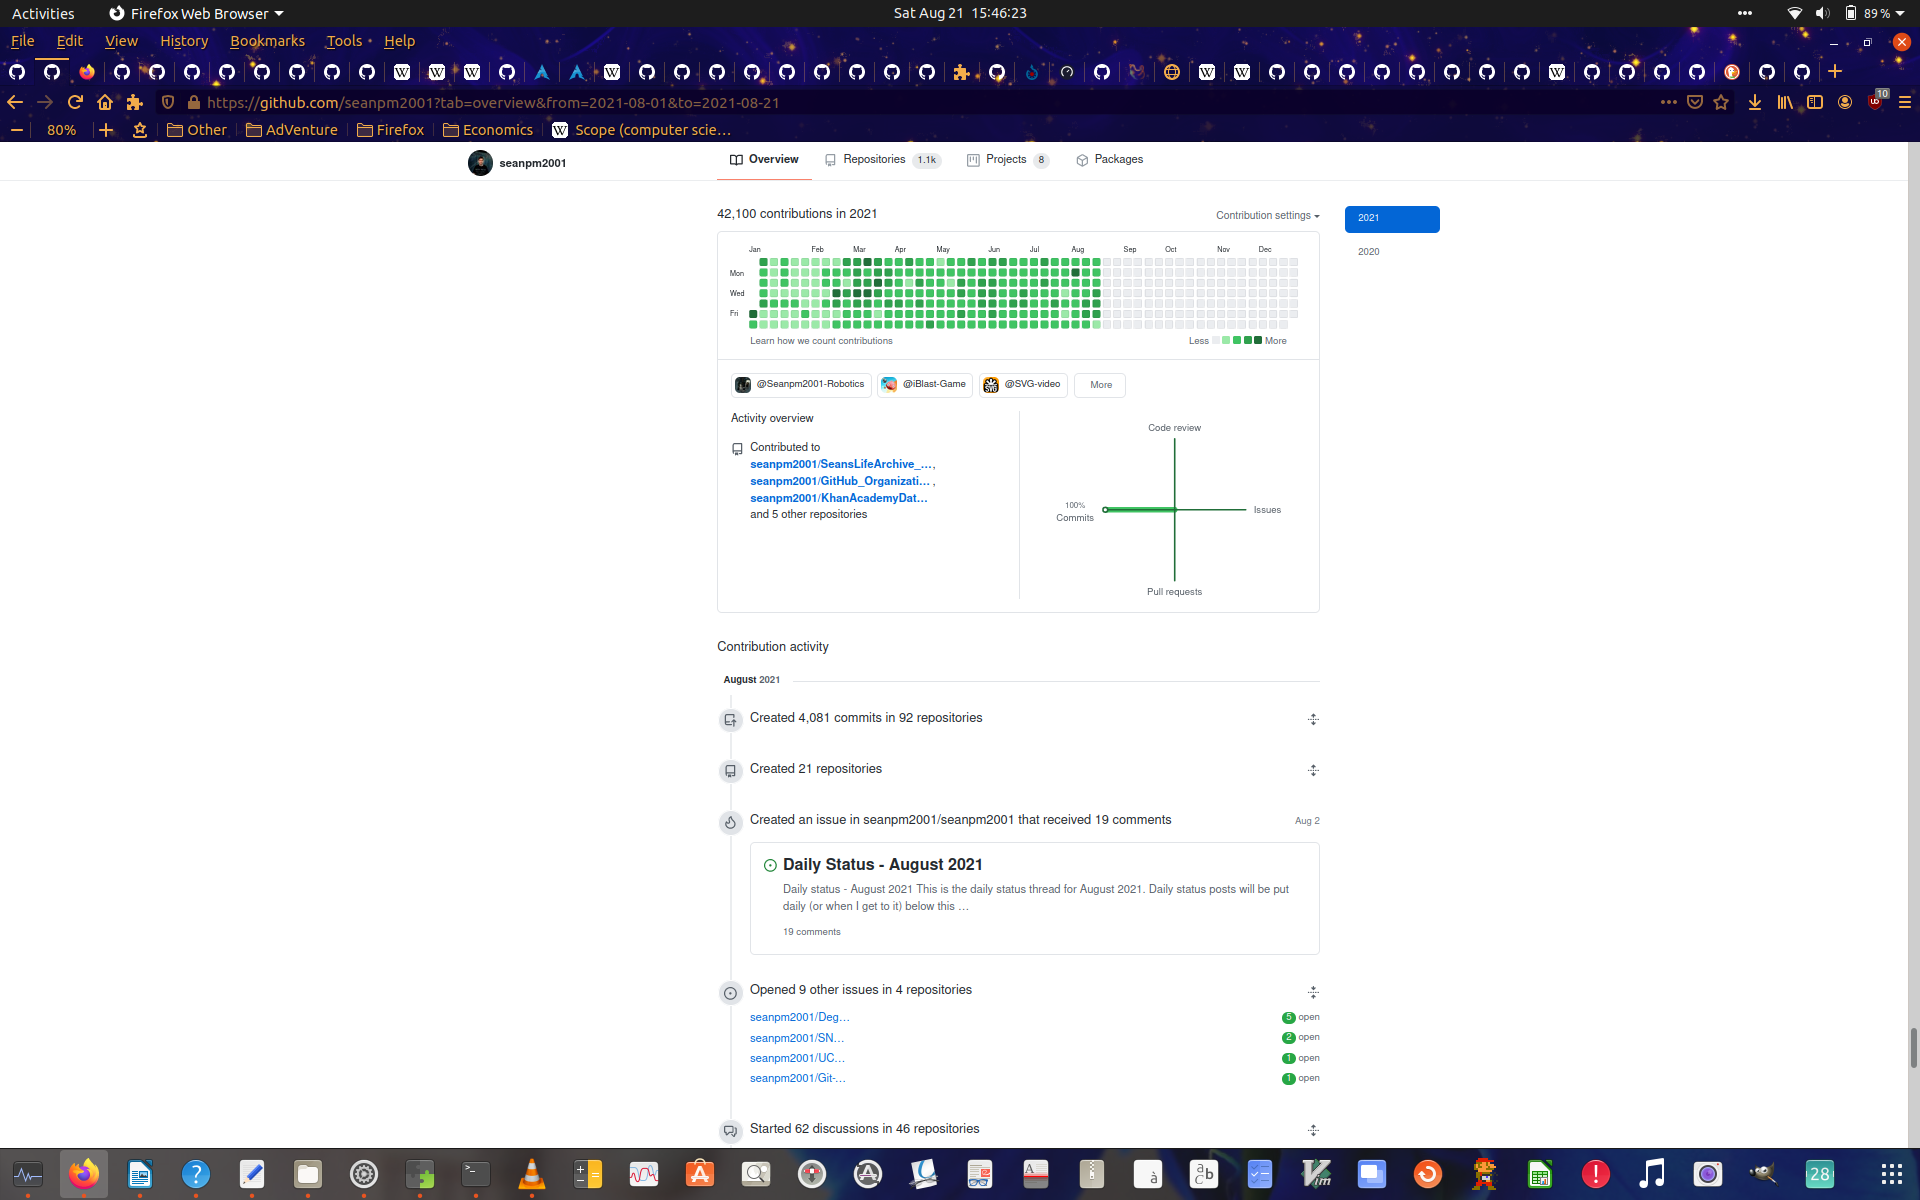 Activities Firefox Web Browser Sat Aug 21 15:46:23 89 %
File Edit View History Bookmarks Tools Help
https://github.com/seanpm2001?tab=overview&from=2021-08-01&to=2021-08-21 10
80% Other AdVenture Firefox Economics Scope (computer scie…
seanpm2001 Overview Repositories 1.1k Projects 8 Packages
42,100 contributions in 2021 Contribution settings
2021
2020
Jan Feb Mar Apr May Jun Jul Aug Sep Oct Nov Dec
Mon
Wed
Fri
Learn how we count contributions Less More
@Seanpm2001-Robotics @iBlast-Game @SVG-video More
Activity overview
Contributed to
seanpm2001/SeansLifeArchive_…,
seanpm2001/GitHub_Organizati… ,
seanpm2001/KhanAcademyDat…
and 5 other repositories
Code review
100%
Commits
Issues
Pull requests
Contribution activity
August 2021
Created 4,081 commits in 92 repositories
Created 21 repositories
Created an issue in seanpm2001/seanpm2001 that received 19 comments Aug 2
Daily Status - August 2021
Daily status - August 2021 This is the daily status thread for August 2021. Daily status posts will be put
daily (or when I get to it) below this …
19 comments
Opened 9 other issues in 4 repositories
seanpm2001/Deg… 5 open
seanpm2001/SN… 2 open
seanpm2001/UC… 1 open
seanpm2001/Git-… 1 open
Started 62 discussions in 46 repositories
28